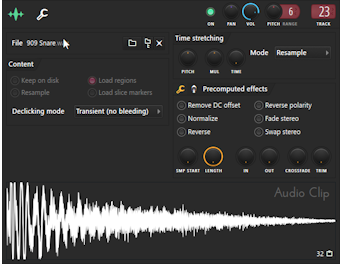 ON PAN VOL PITCH RANGE TRACK
6 23
File 909 Snare.w
Time stretching
PITCH MUL TIME
Mode Resample
Content
Keep on disk Load regions
Resample Load slice markers
Declicking mode Transient (no bleeding)
Precomputed effects
Remove DC offset Reverse polarity
Normalize Fade stereo
Reverse Swap stereo
SMP START LENGTH IN OUT CROSSFADE TRIM
Audio Clip
32